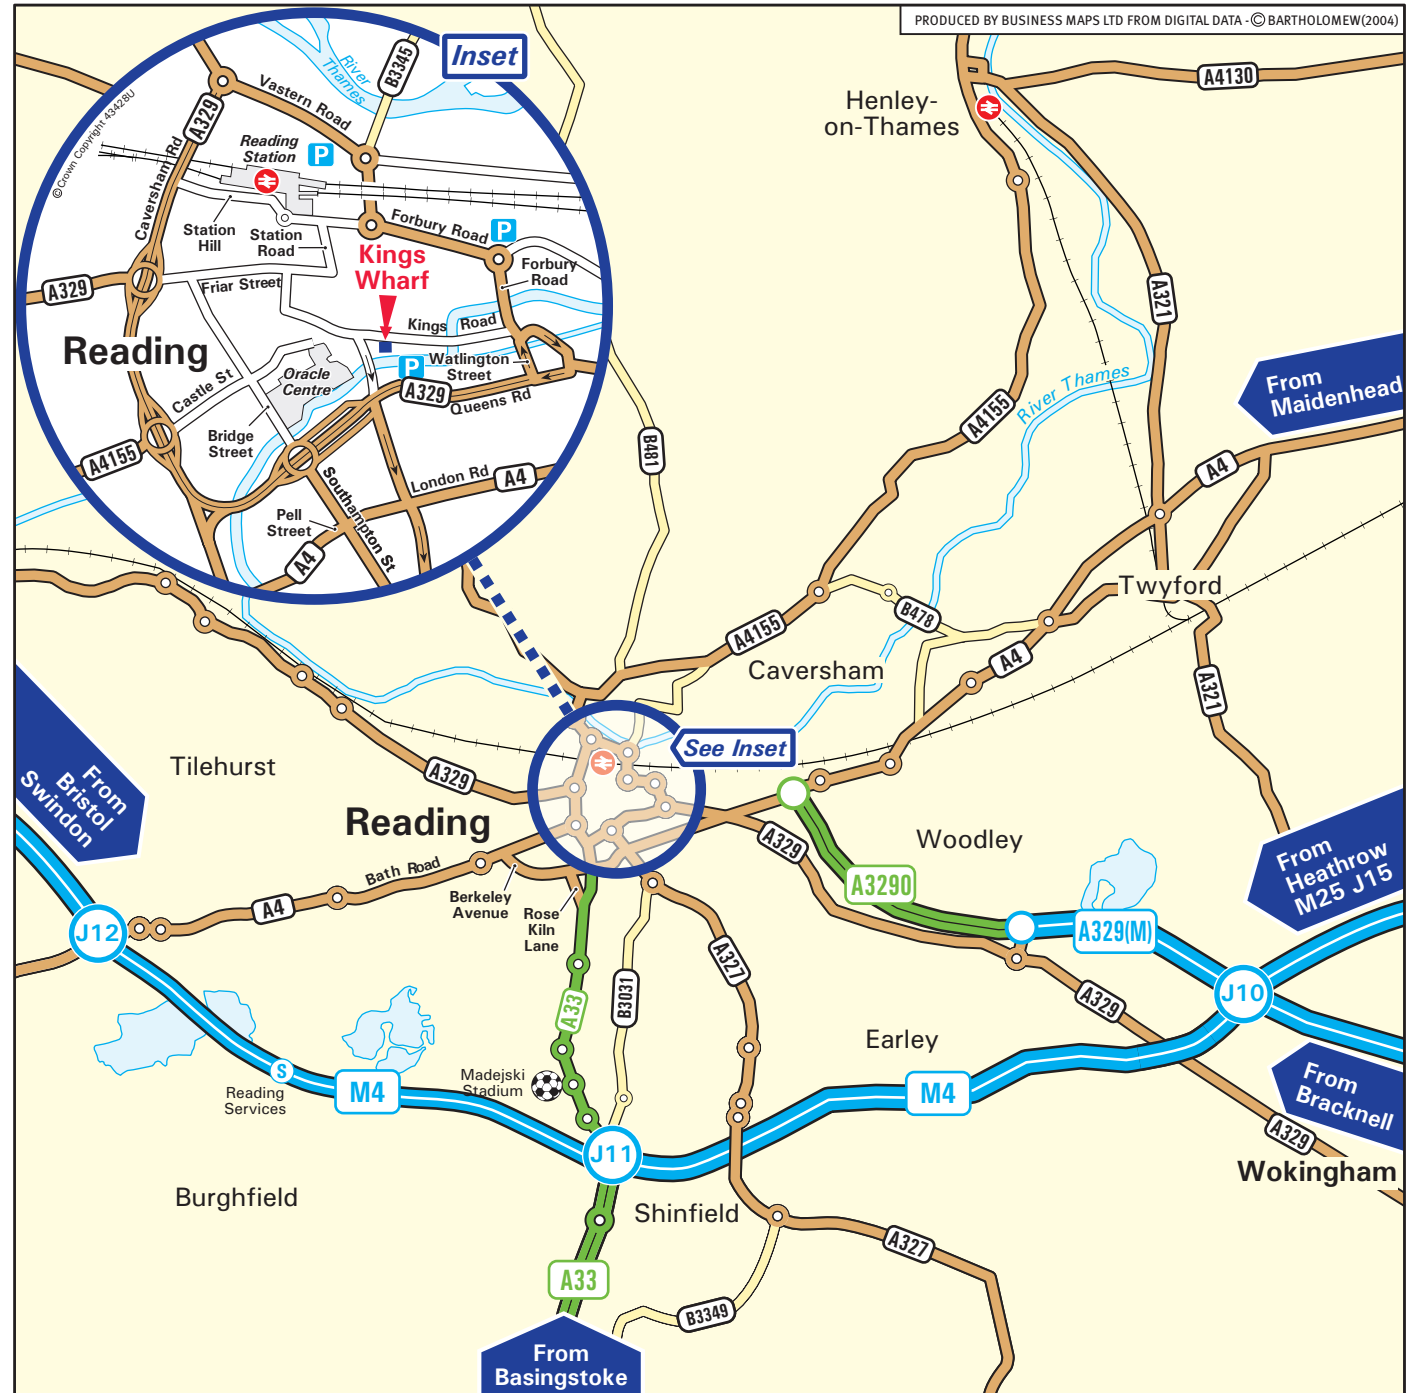 PRODUCED BY BUSINESS MAPS LTD FROM DIGITAL DATA - © BARTHOLOMEW(2004)
Inset
© Crown Copyright 43428U
River
Thames
B3345
A329
Vastern Road
Caversham Rd
Reading
Station
P
Station
Hill
Station
Road
Forbury Road
P
Forbury
Road
Kings
Wharf
A329
Friar Street
Kings Road
Reading
P
Watlington
Street
Oracle
Centre
Castle St
A329
Queens Rd
Bridge
Street
A4155
London Rd
A4
Southampton St
Pell
Street
A4
Henley-
on-Thames
A4130
A321
From
Maidenhead
River Thames
A4155
B481
A4
Twyford
B478
A4155
Caversham
A4
A321
See Inset
Tilehurst
From
Bristol
Swindon
A329
Reading
Woodley
A329
From
Heathrow
M25 J15
Bath Road
A3290
Berkeley
Avenue
A4
Rose
Kiln
Lane
J12
A329(M)
A327
J10
A33
B3031
A329
Earley
Madejski
Stadium
S
Reading
Services
M4
M4
From
Bracknell
A329
J11
Wokingham
Burghfield
Shinfield
A327
A33
B3349
From
Basingstoke